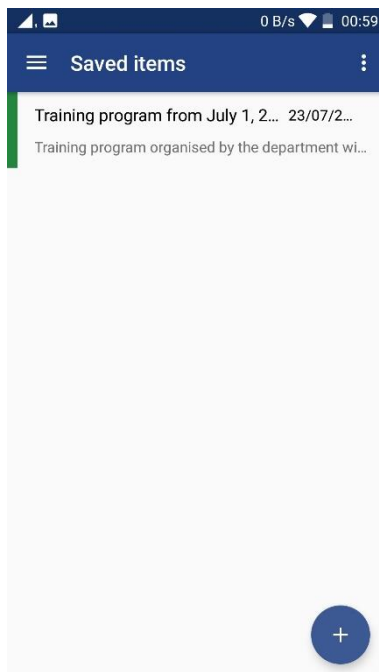 0 B/s 00:59
Saved items
Training program from July 1, 2... 23/07/2...
Training program organised by the department wi...
+